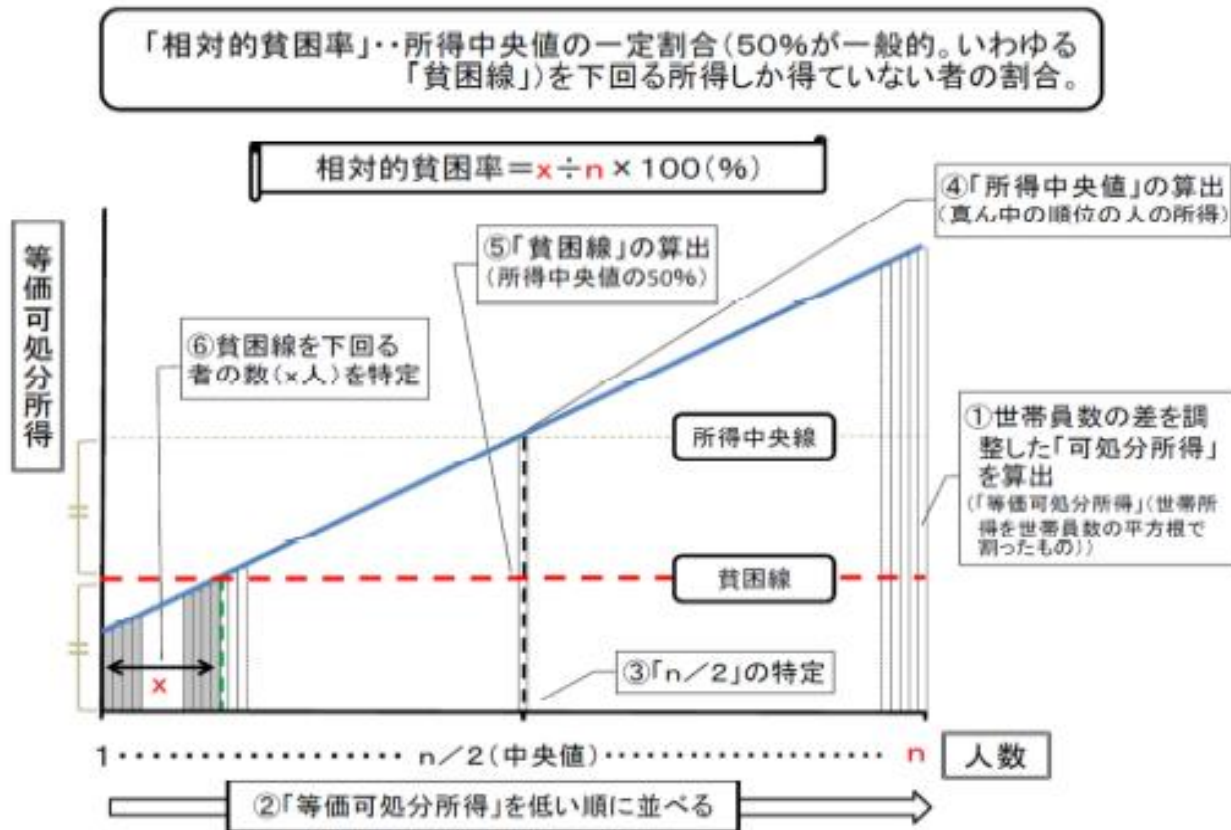 「相対的貧困率」‥所得中央値の一定割合(50%が一般的。いわゆる
「貧困線」)を下回る所得しか得ていない者の割合。
相対的貧困率=x÷n×100(%)
④「所得中央値」の算出
(真ん中の順位の人の所得)
⑤「貧困線」の算出
(所得中央値の50%)
等価可処分所得
⑥貧困線を下回る
者の数(x人)を特定
所得中央線
①世帯員数の差を調
整した「可処分所得」
を算出
(「等価可処分所得」(世帯所
得を世帯員数の平方根で
割ったもの))
貧困線
x
③「n/2」の特定
1‥‥‥‥‥‥‥‥ n/2(中央値)‥‥‥‥‥‥‥‥ n
人数
②「等価可処分所得」を低い順に並べる